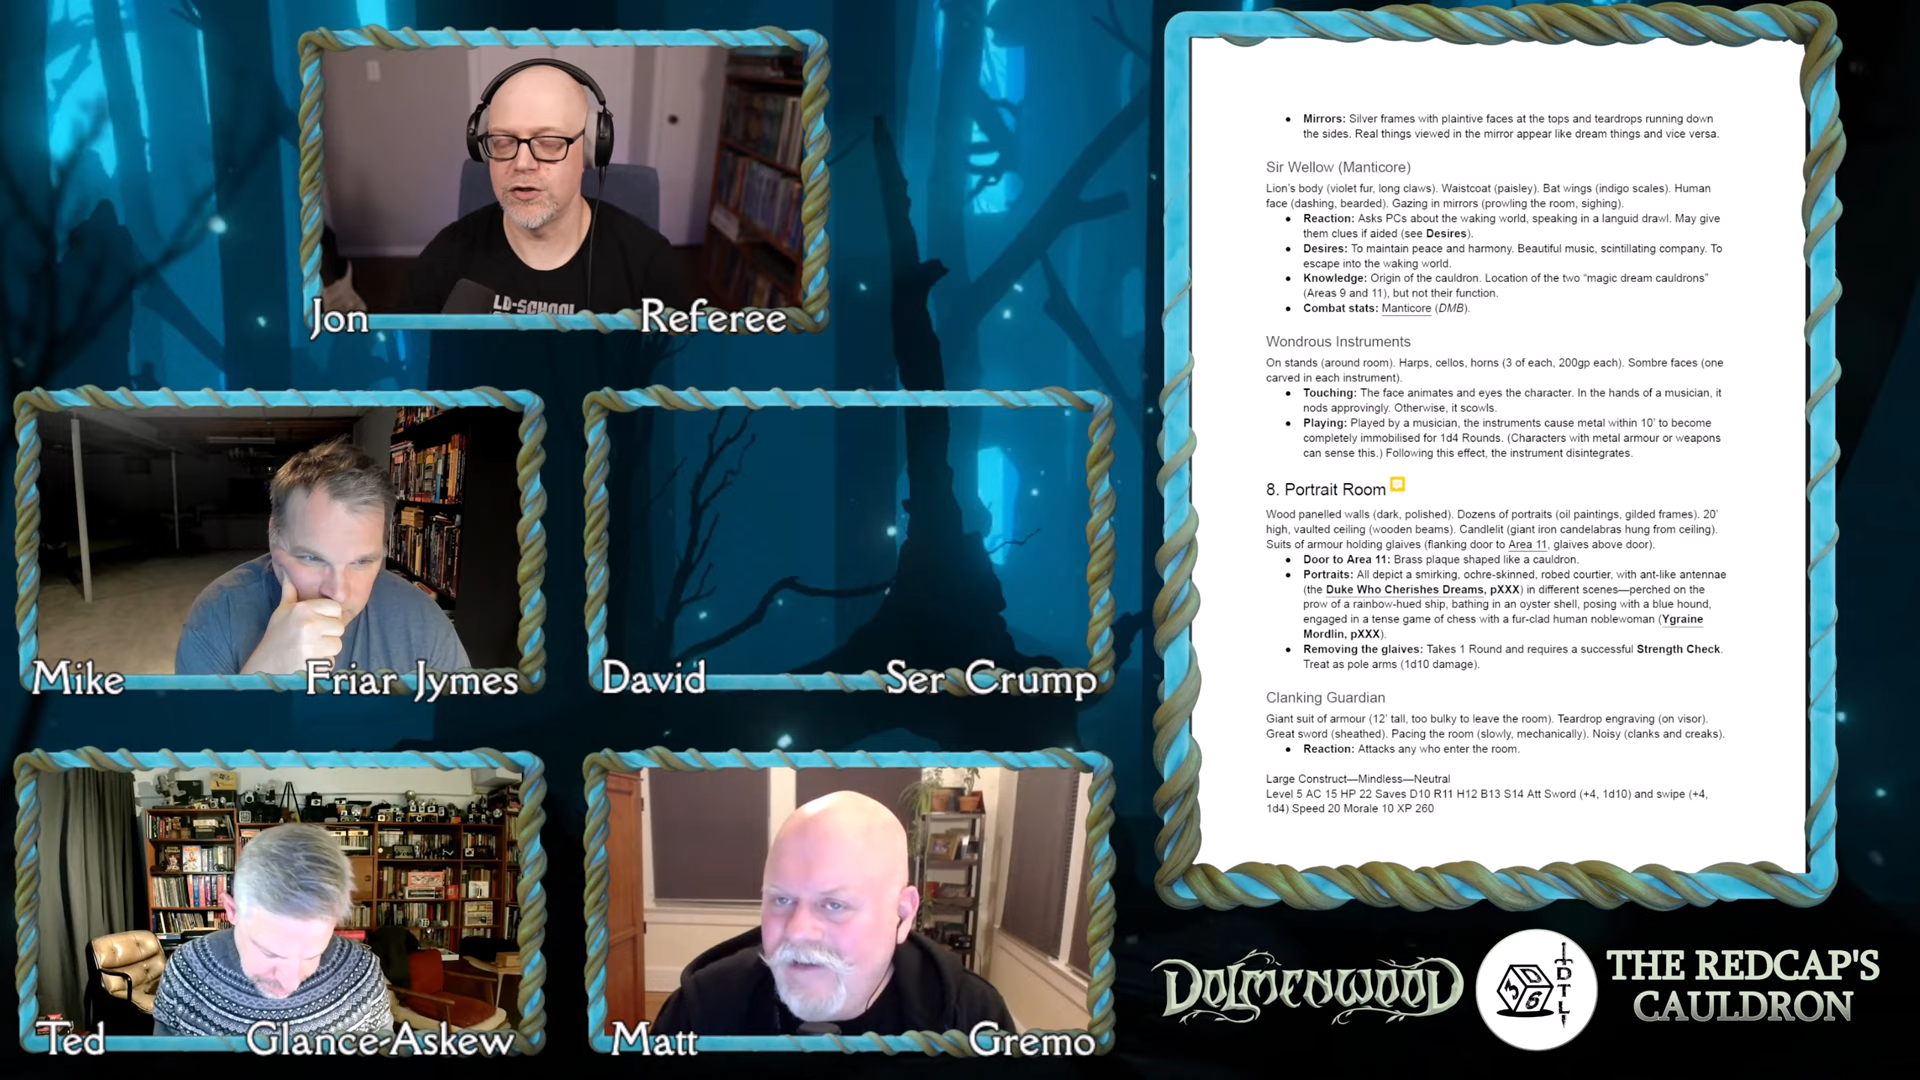 LD-SCHOOL
Jon Referee
Mike Friar Jymes
David Ser Crump
Ted Glance-Askew
Matt Gremo
• Mirrors: Silver frames with plaintive faces at the tops and teardrops running down
the sides. Real things viewed in the mirror appear like dream things and vice versa.
Sir Wellow (Manticore)
Lion's body (violet fur, long claws). Waistcoat (paisley). Bat wings (indigo scales). Human
face (dashing, bearded). Gazing in mirrors (prowling the room, sighing).
• Reaction: Asks PCs about the waking world, speaking in a languid drawl. May give
them clues if aided (see Desires).
• Desires: To maintain peace and harmony. Beautiful music, scintillating company. To
escape into the waking world.
• Knowledge: Origin of the cauldron. Location of the two “magic dream cauldrons”
(Areas 9 and 11), but not their function.
• Combat stats: Manticore (DMB).
Wondrous Instruments
On stands (around room). Harps, cellos, horns (3 of each, 200gp each). Sombre faces (one
carved in each instrument).
• Touching: The face animates and eyes the character. In the hands of a musician, it
nods approvingly. Otherwise, it scowls.
• Playing: Played by a musician, the instruments cause metal within 10’ to become
completely immobilised for 1d4 Rounds. (Characters with metal armour or weapons
can sense this.) Following this effect, the instrument disintegrates.
8. Portrait Room
Wood panelled walls (dark, polished). Dozens of portraits (oil paintings, gilded frames). 20’
high, vaulted ceiling (wooden beams). Candlelit (giant iron candelabras hung from ceiling).
Suits of armour holding glaives (flanking door to Area 11, glaives above door).
• Door to Area 11: Brass plaque shaped like a cauldron.
• Portraits: All depict a smirking, ochre-skinned, robed courtier, with ant-like antennae
(the Duke Who Cherishes Dreams, pXXX) in different scenes—perched on the
prow of a rainbow-hued ship, bathing in an oyster shell, posing with a blue hound,
engaged in a tense game of chess with a fur-clad human noblewoman (Ygraine
Mordlin, pXXX).
• Removing the glaives: Takes 1 Round and requires a successful Strength Check.
Treat as pole arms (1d10 damage).
Clanking Guardian
Giant suit of armour (12’ tall, too bulky to leave the room). Teardrop engraving (on visor).
Great sword (sheathed). Pacing the room (slowly, mechanically). Noisy (clanks and creaks).
• Reaction: Attacks any who enter the room.
Large Construct—Mindless—Neutral
Level 5 AC 15 HP 22 Saves D10 R11 H12 B13 S14 Att Sword (+4, 1d10) and swipe (+4,
1d4) Speed 20 Morale 10 XP 260
DOLMENWOOD
3D6
DTL
THE REDCAP'S
CAULDRON